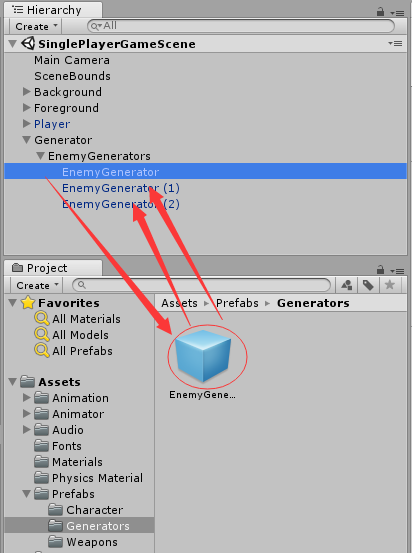 Hierarchy
Create All
SinglePlayerGameScene
Main Camera
SceneBounds
Background
Foreground
Player
Generator
EnemyGenerators
EnemyGenerator
EnemyGenerator (1)
EnemyGenerator (2)
Project
Create
Favorites
All Materials
All Models
All Prefabs
Assets
Animation
Animator
Audio
Fonts
Materials
Physics Material
Prefabs
Character
Generators
Weapons
Assets Prefabs Generators
EnemyGene...